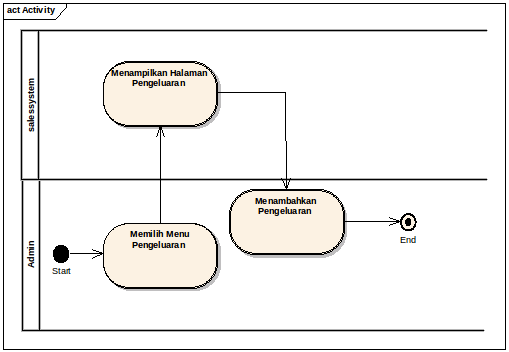 act Activity
salessystem
Menampilkan Halaman
Pengeluaran
Menambahkan
Pengeluaran
Admin
Memilih Menu
Pengeluaran
Start
End